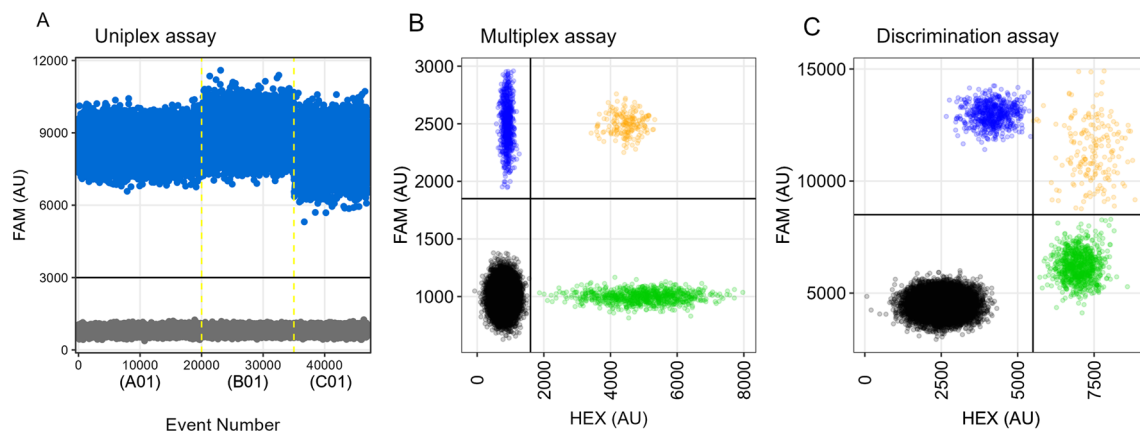 A
Uniplex assay
12000
9000
6000
3000
0
FAM (AU)
0 10000 20000 30000 40000
(A01) (B01) (C01)
Event Number
B
Multiplex assay
3000
2500
2000
1500
1000
FAM (AU)
0 2000 4000 6000 8000
HEX (AU)
C
Discrimination assay
15000
10000
5000
FAM (AU)
0 2500 5000 7500
HEX (AU)